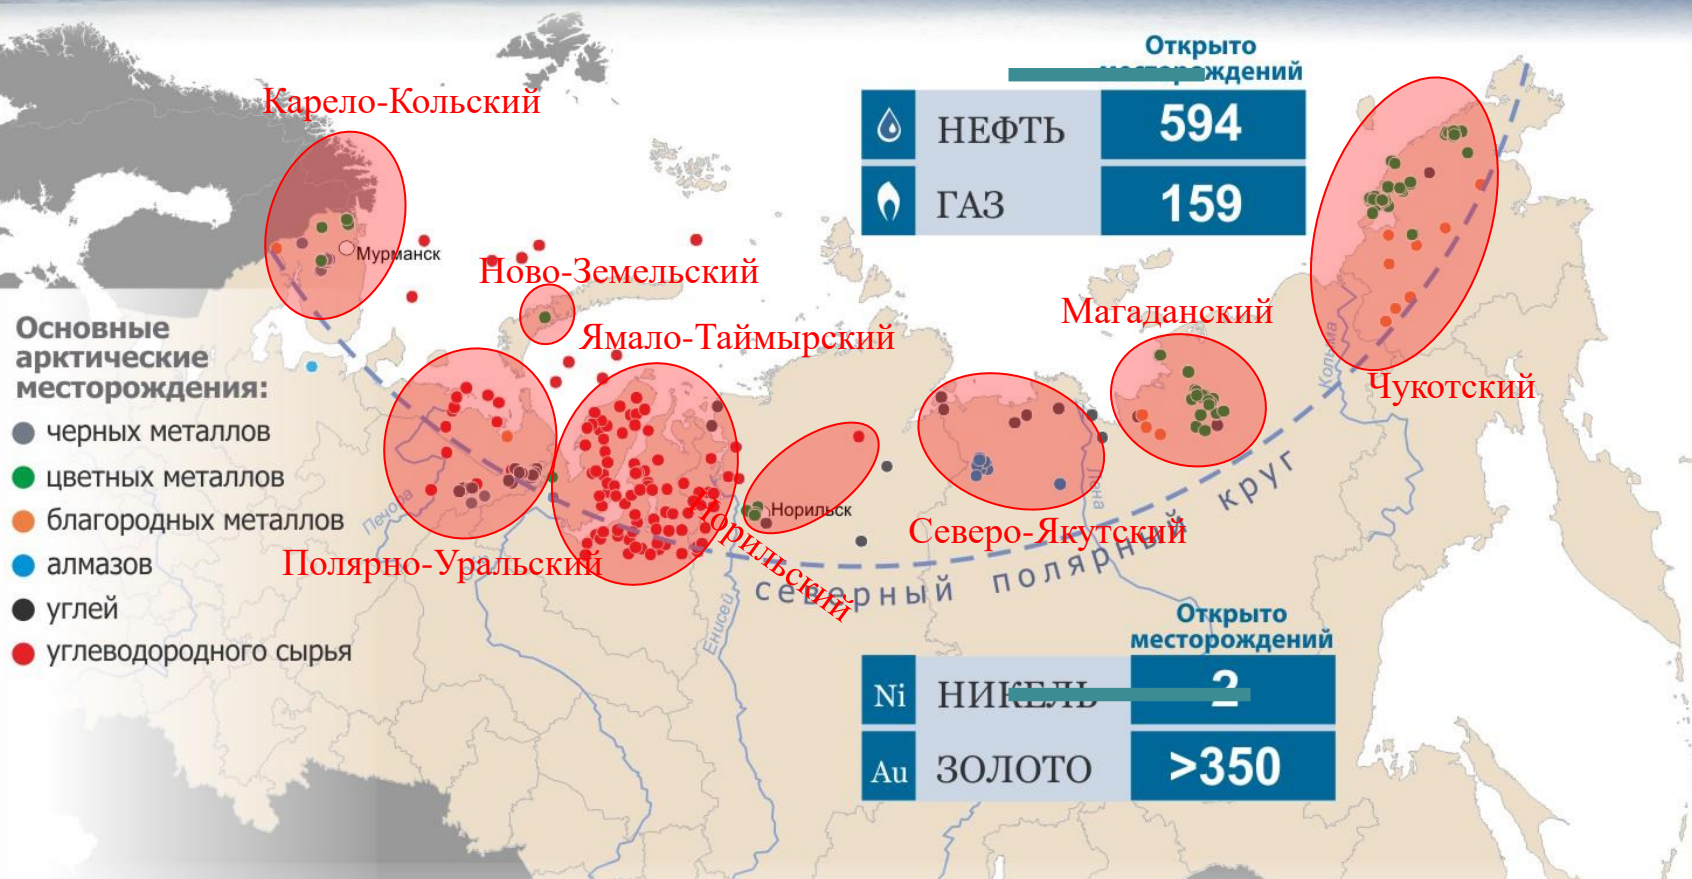 Открыто
месторождений
НЕФТЬ 594
ГАЗ 159
Карело-Кольский
Мурманск
Ново-Земельский
Ямало-Таймырский
Магаданский
Чукотский
Колыма
Основные
арктические
месторождения:
черных металлов
цветных металлов
благородных металлов
алмазов
углей
углеводородного сырья
Печора
Полярно-Уральский
Норильск
Норильский
Северо-Якутский
Лена
Енисей
северный полярный круг
Открыто
месторождений
Ni НИКЕЛЬ 2
Au ЗОЛОТО >350